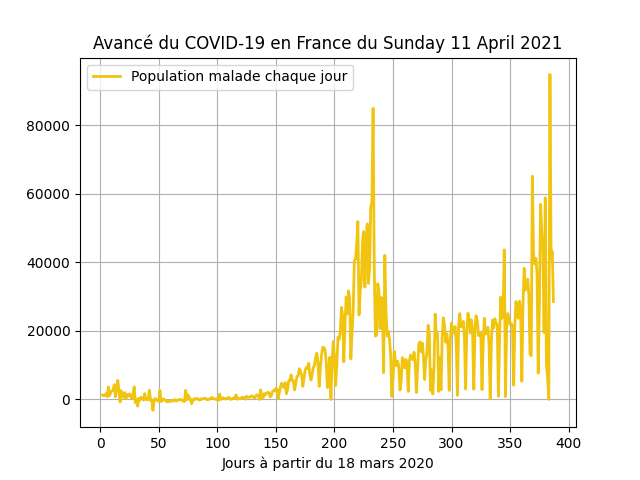 Avancé du COVID-19 en France du Sunday 11 April 2021
Population malade chaque jour
80000
60000
40000
20000
0
0 50 100 150 200 250 300 350 400
Jours à partir du 18 mars 2020